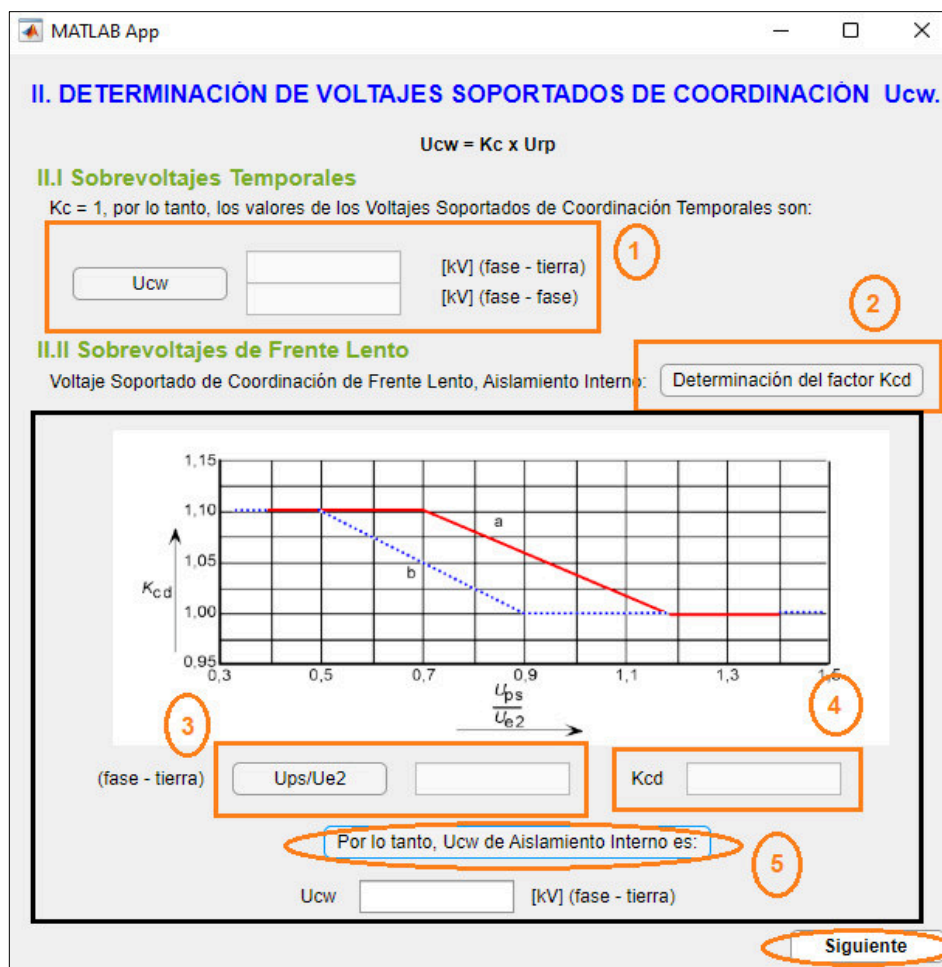 MATLAB App
II. DETERMINACIÓN DE VOLTAJES SOPORTADOS DE COORDINACIÓN Ucw.
Ucw = Kc x Urp
II.I Sobrevoltajes Temporales
Kc = 1, por lo tanto, los valores de los Voltajes Soportados de Coordinación Temporales son:
1
Ucw
[kV] (fase - tierra)
[kV] (fase - fase)
2
II.II Sobrevoltajes de Frente Lento
Voltaje Soportado de Coordinación de Frente Lento, Aislamiento Interno: Determinación del factor Kcd
1,15
1,10
1,05
1,00
0,95
Kcd
a
b
0,3 0,5 0,7 0,9 1,1 1,3 1,5
Ups
Ue2
3
4
(fase - tierra) Ups/Ue2 Kcd
Por lo tanto, Ucw de Aislamiento Interno es:
5
Ucw [kV] (fase - tierra)
Siguiente